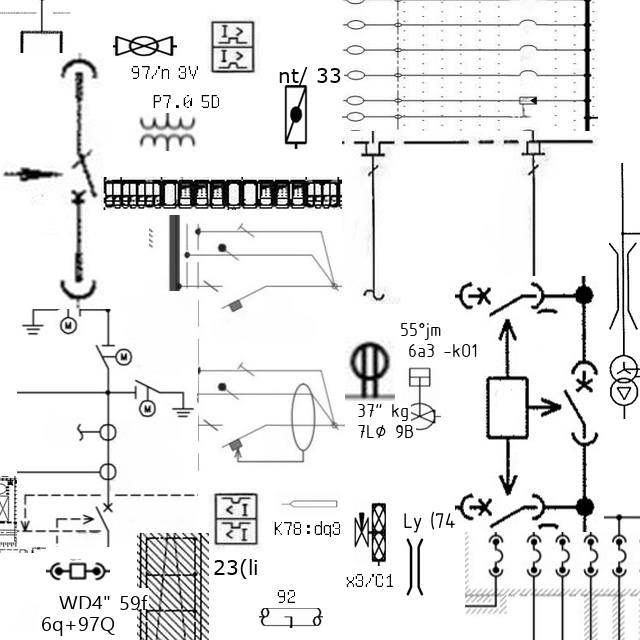 97/n 3V
nt/ 33
P7.0 5D
55°jm
6a3 -k01
37" kg
7LØ 9B
M
M
M
Ly (74
K78:dq3
23(li
x3/C1
92
WD4" 59f
6q+97Q